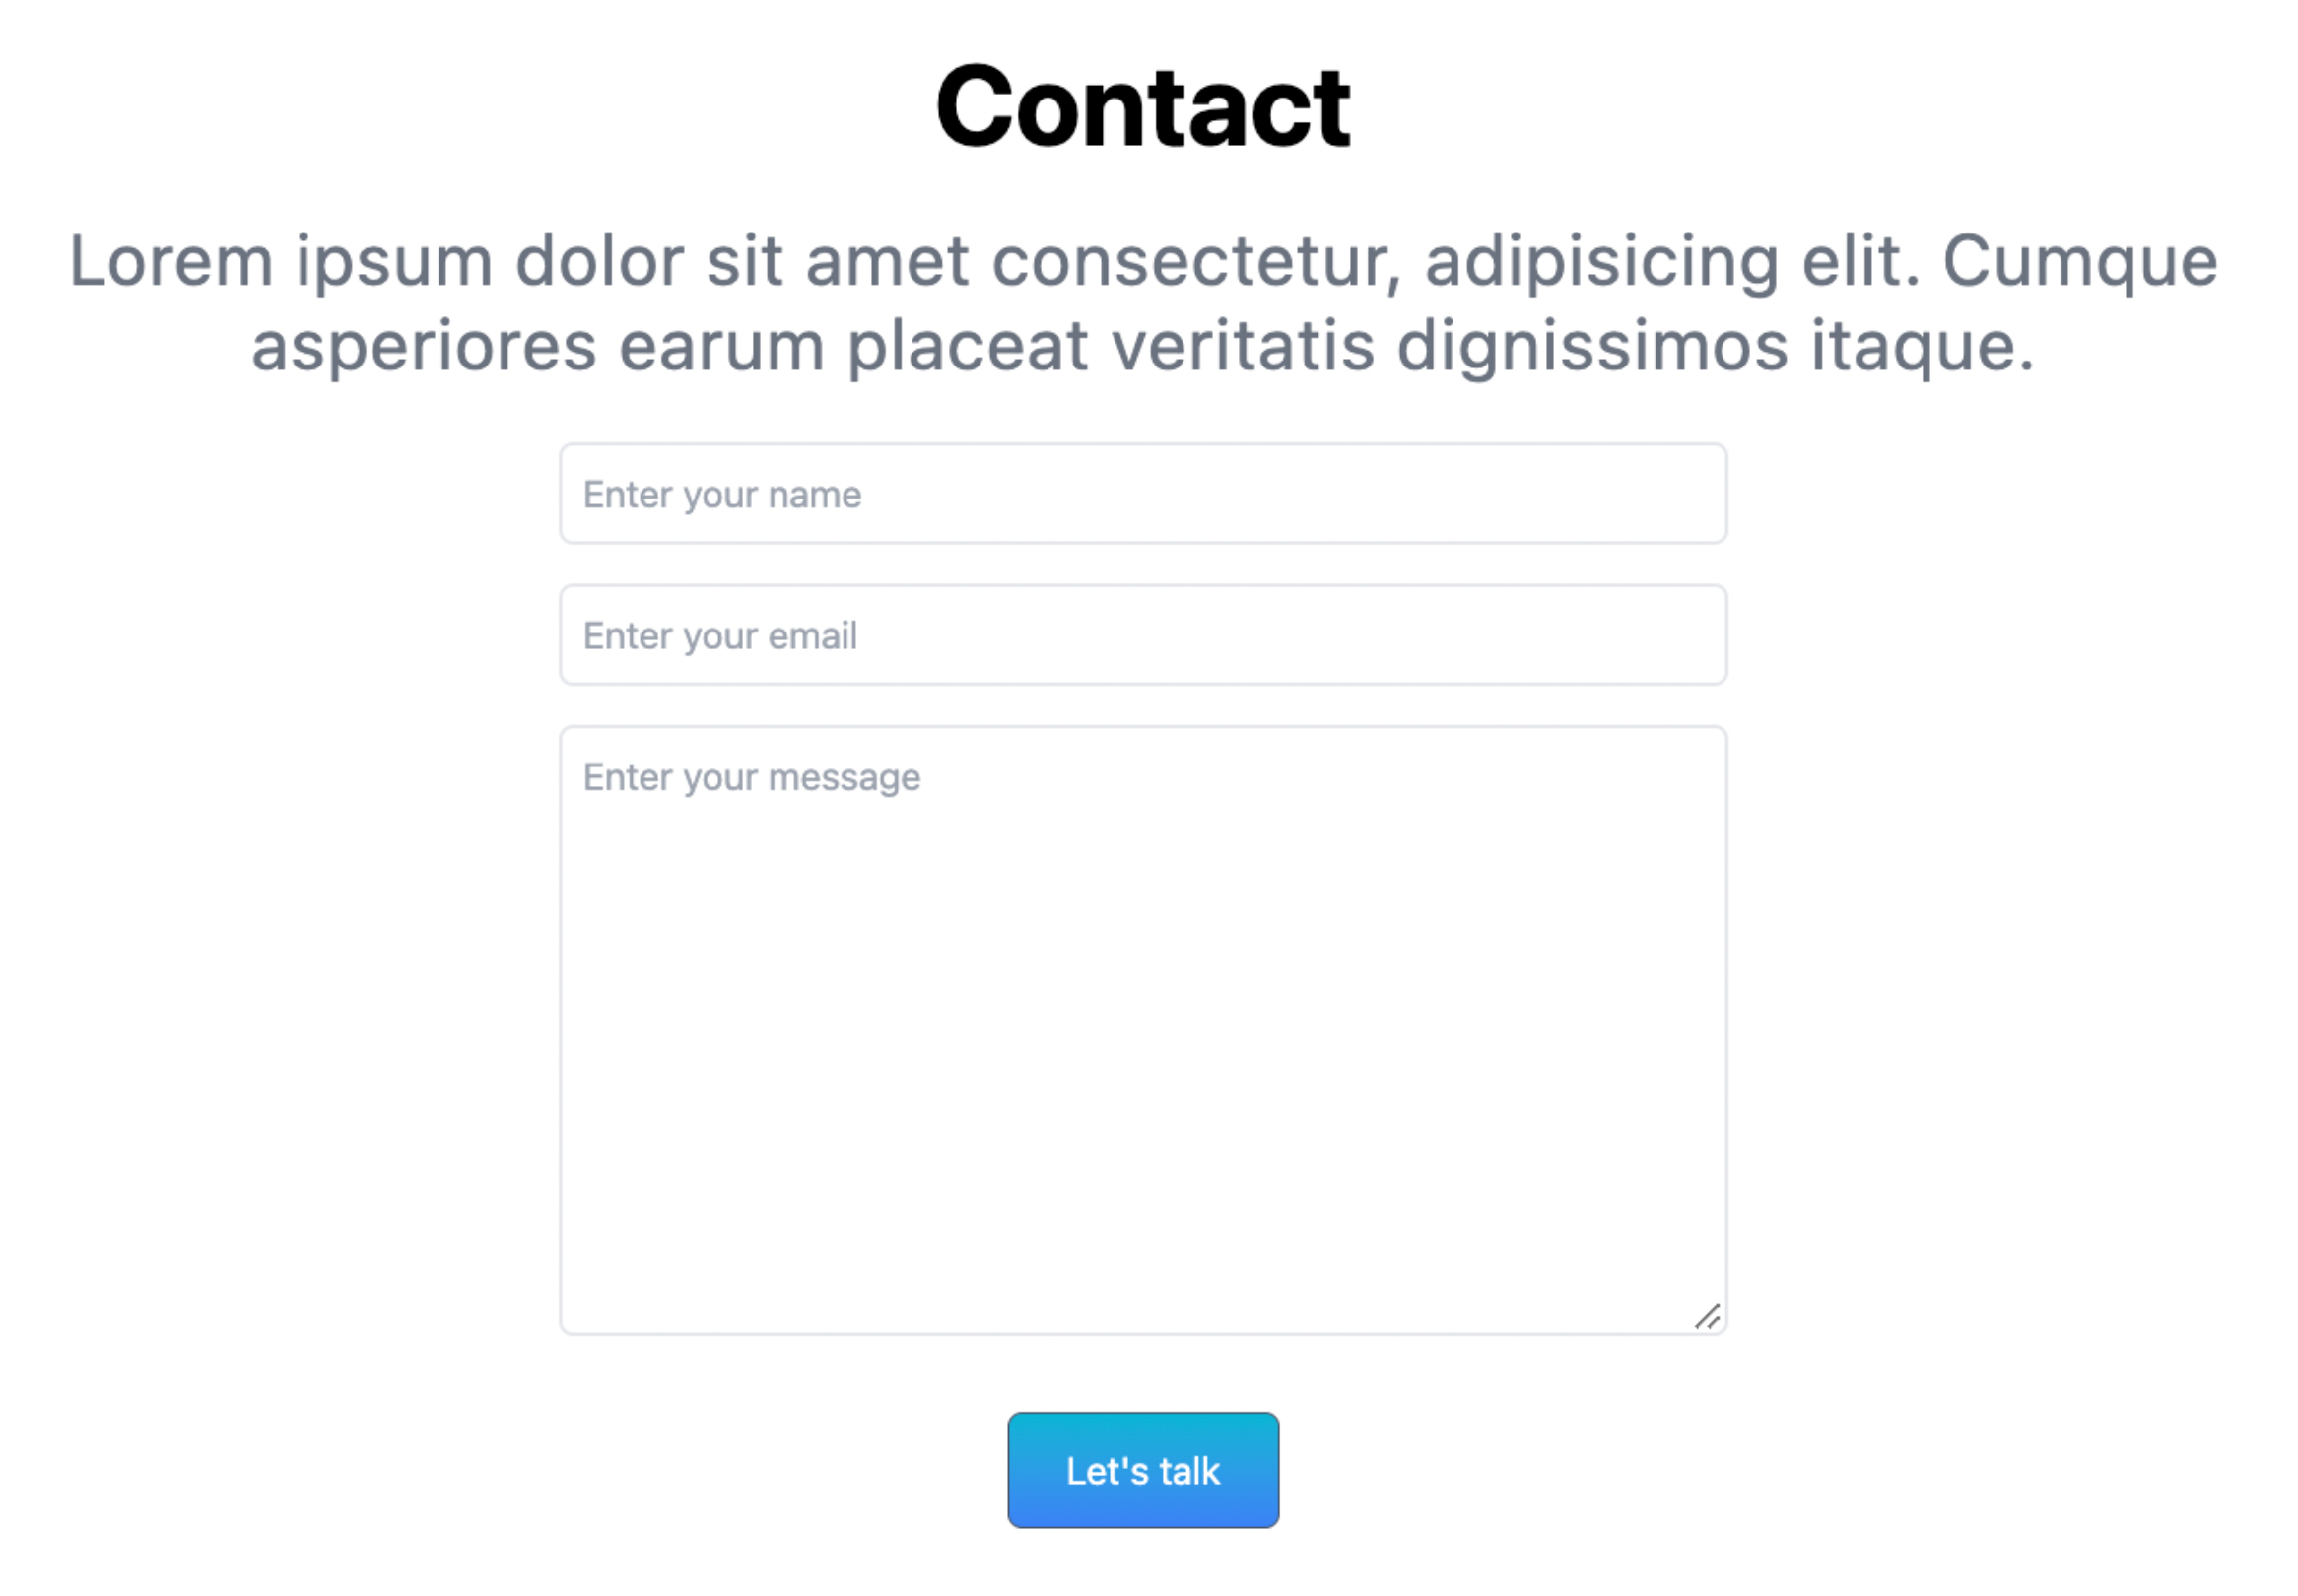 Contact
Lorem ipsum dolor sit amet consectetur, adipisicing elit. Cumque
asperiores earum placeat veritatis dignissimos itaque.
Enter your name
Enter your email
Enter your message
Let's talk